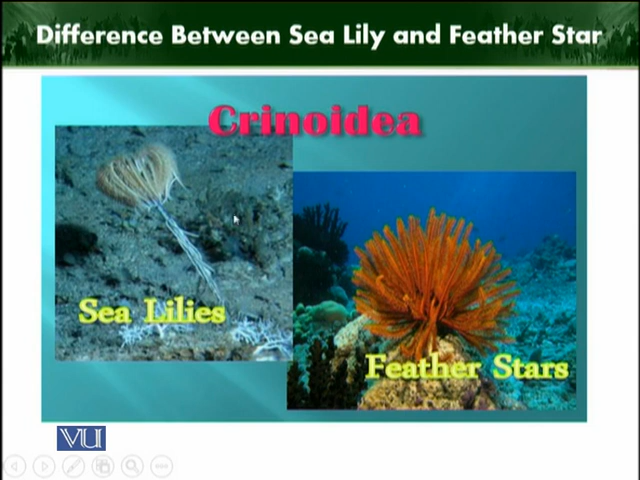 Difference Between Sea Lily and Feather Star
Crinoidea
Sea Lilies
Feather Stars
VU